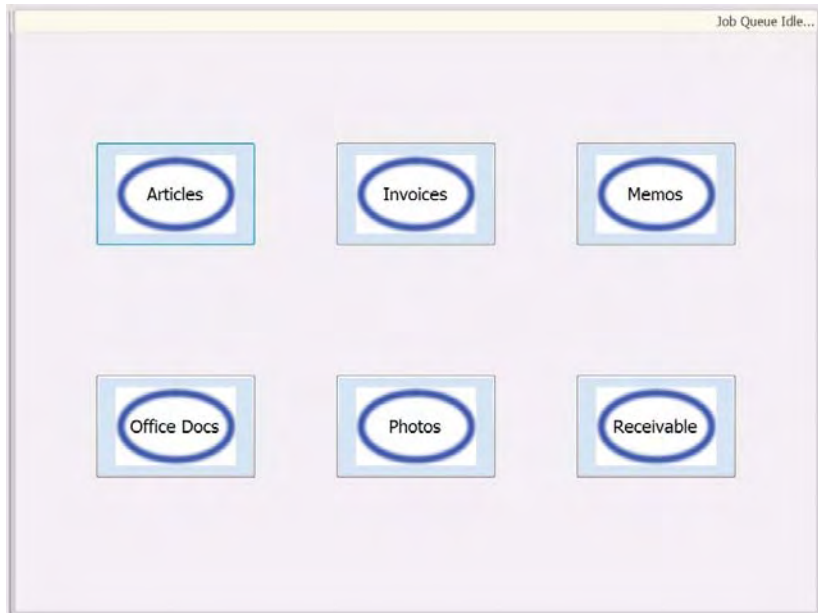 Job Queue Idle...
Articles
Invoices
Memos
Office Docs
Photos
Receivable